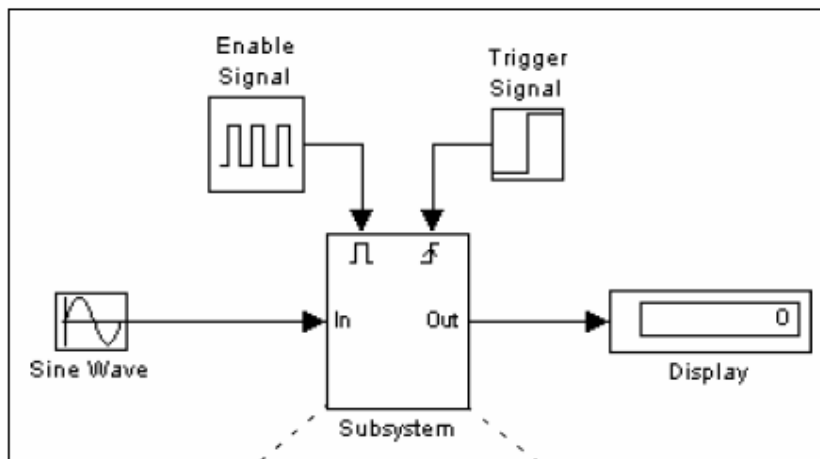 Enable
Signal
Trigger
Signal
In
Out
0
Sine Wave
Display
Subsystem